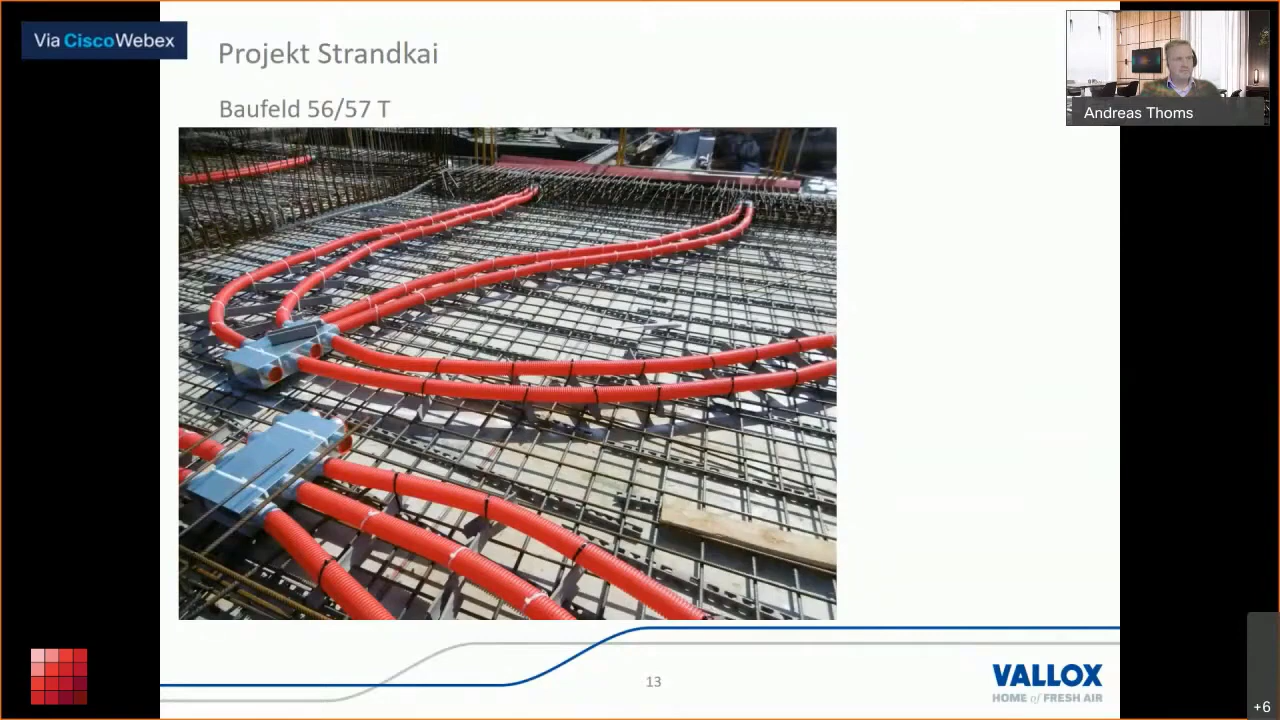 Via CiscoWebex
Projekt Strandkai
Baufeld 56/57 T
Andreas Thoms
13
VALLOX
HOME of FRESH AIR
+6